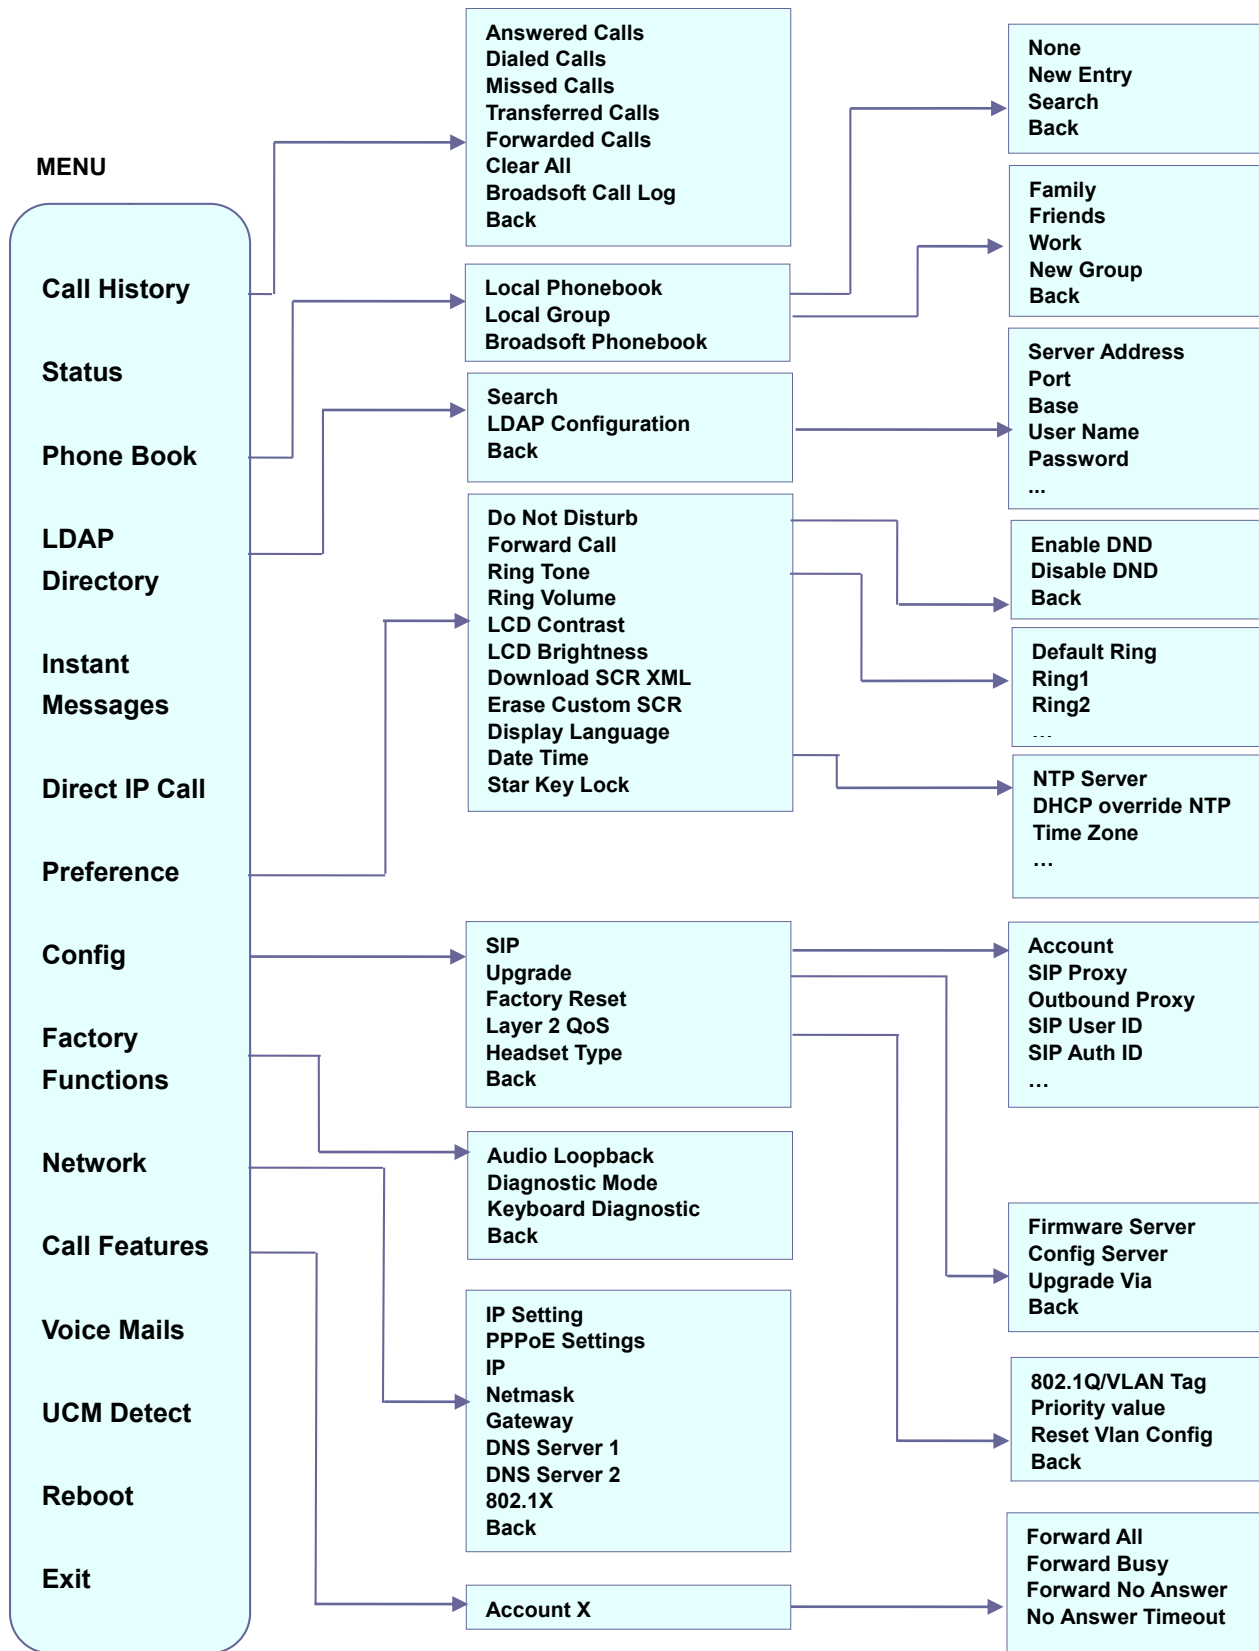 MENU
Call History
Status
Phone Book
LDAP
Directory
Instant
Messages
Direct IP Call
Preference
Config
Factory
Functions
Network
Call Features
Voice Mails
UCM Detect
Reboot
Exit
Answered Calls
Dialed Calls
Missed Calls
Transferred Calls
Forwarded Calls
Clear All
Broadsoft Call Log
Back
Local Phonebook
Local Group
Broadsoft Phonebook
Search
LDAP Configuration
Back
Do Not Disturb
Forward Call
Ring Tone
Ring Volume
LCD Contrast
LCD Brightness
Download SCR XML
Erase Custom SCR
Display Language
Date Time
Star Key Lock
SIP
Upgrade
Factory Reset
Layer 2 QoS
Headset Type
Back
Audio Loopback
Diagnostic Mode
Keyboard Diagnostic
Back
IP Setting
PPPoE Settings
IP
Netmask
Gateway
DNS Server 1
DNS Server 2
802.1X
Back
Account X
None
New Entry
Search
Back
Family
Friends
Work
New Group
Back
Server Address
Port
Base
User Name
Password
...
Enable DND
Disable DND
Back
Default Ring
Ring1
Ring2
…
NTP Server
DHCP override NTP
Time Zone
…
Account
SIP Proxy
Outbound Proxy
SIP User ID
SIP Auth ID
…
Firmware Server
Config Server
Upgrade Via
Back
802.1Q/VLAN Tag
Priority value
Reset Vlan Config
Back
Forward All
Forward Busy
Forward No Answer
No Answer Timeout